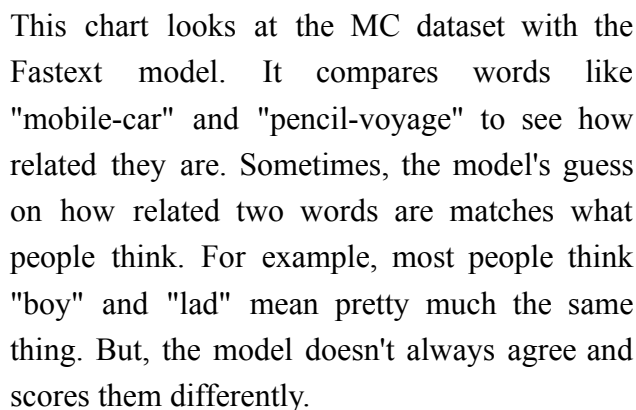 This chart looks at the MC dataset with the
Fastext model. It compares words like
"mobile-car" and "pencil-voyage" to see how
related they are. Sometimes, the model's guess
on how related two words are matches what
people think. For example, most people think
"boy" and "lad" mean pretty much the same
thing. But, the model doesn't always agree and
scores them differently.